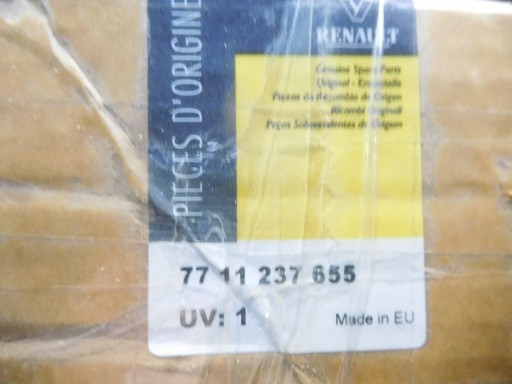 PIECES D'ORIGINE
RENAULT
Genuine Spare Parts
Original - Ersatzteile
Piezas de Recambio de Origen
Ricambi Originali
Peças Sobresselentes de Origem
77 11 237 655
UV: 1
Made in EU